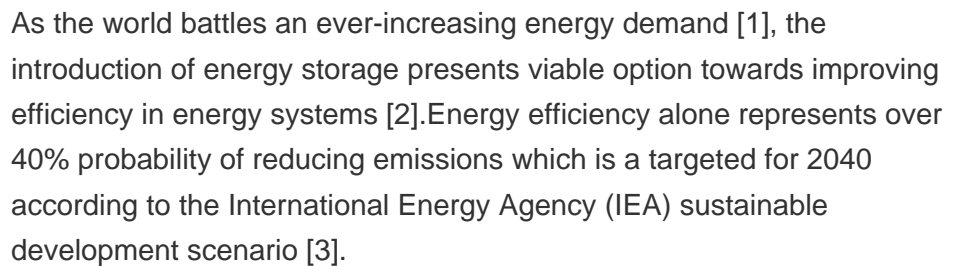 As the world battles an ever-increasing energy demand [1], the
introduction of energy storage presents viable option towards improving
efficiency in energy systems [2].Energy efficiency alone represents over
40% probability of reducing emissions which is a targeted for 2040
according to the International Energy Agency (IEA) sustainable
development scenario [3].